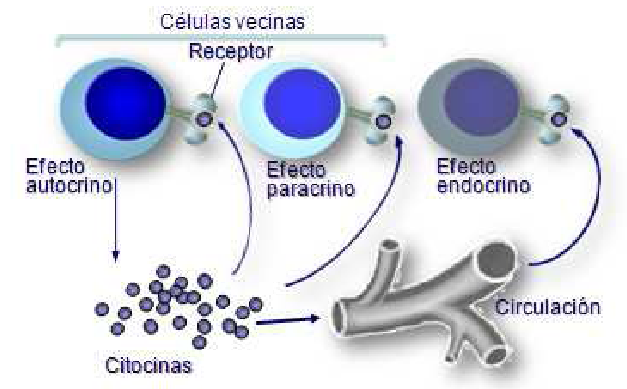 Células vecinas
Receptor
Efecto
autocrino
Efecto
paracrino
Efecto
endocrino
Circulación
Citocinas